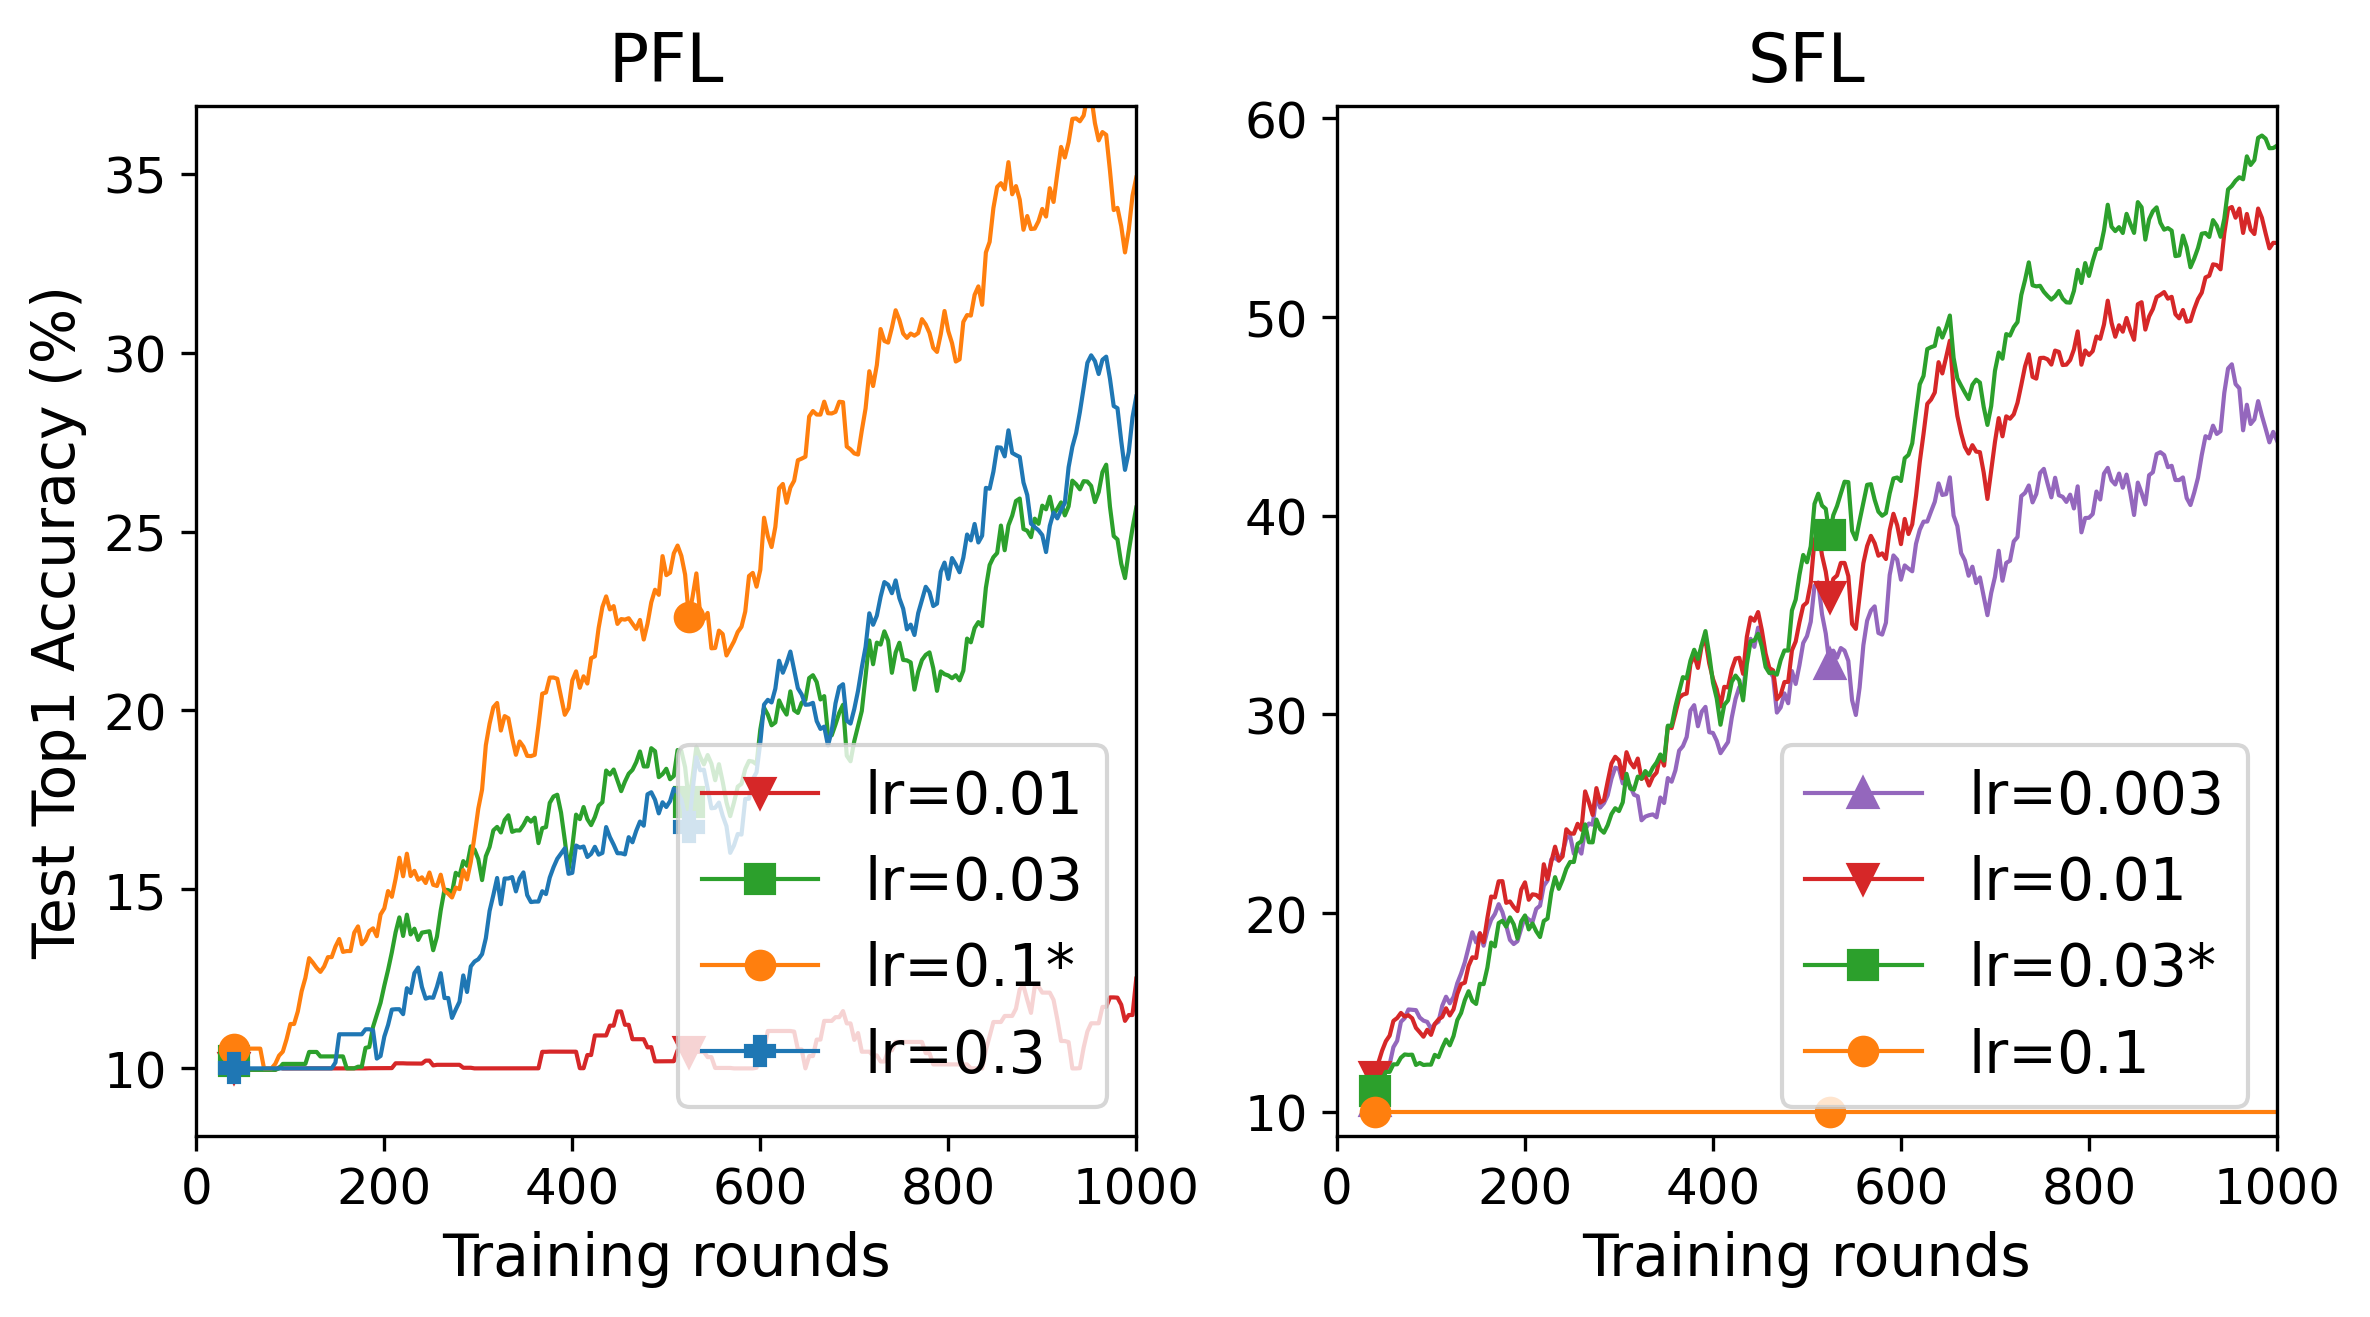 PFL
Test Top1 Accuracy (%)
35
30
25
20
15
10
0 200 400 600 800 1000
Training rounds
lr=0.01
lr=0.03
lr=0.1*
lr=0.3
SFL
60
50
40
30
20
10
0 200 400 600 800 1000
Training rounds
lr=0.003
lr=0.01
lr=0.03*
lr=0.1